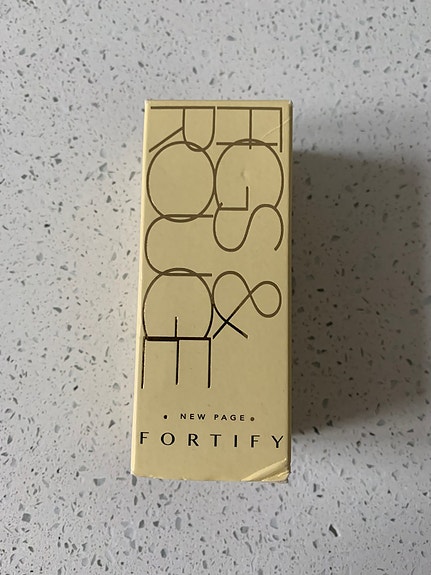 FIGS &
ROUGE
NEW PAGE
FORTIFY